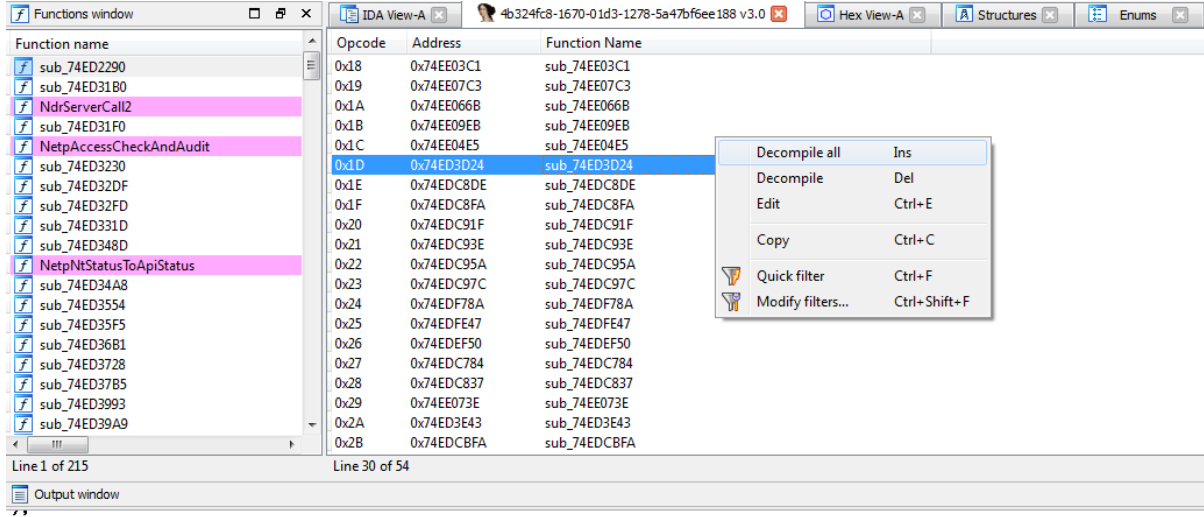 Functions window
IDA View-A
4b324fc8-1670-01d3-1278-5a47bf6ee188 v3.0
Hex View-A
Structures
Enums
Function name
f sub_74ED2290
f sub_74ED31B0
f NdrServerCall2
f sub_74ED31F0
f NetpAccessCheckAndAudit
f sub_74ED3230
f sub_74ED32DF
f sub_74ED32FD
f sub_74ED331D
f sub_74ED348D
f NetpNtStatusToApiStatus
f sub_74ED34A8
f sub_74ED3554
f sub_74ED35F5
f sub_74ED36B1
f sub_74ED3728
f sub_74ED37B5
f sub_74ED3993
f sub_74ED39A9
Line 1 of 215
Opcode Address Function Name
0x18 0x74EE03C1 sub_74EE03C1
0x19 0x74EE07C3 sub_74EE07C3
0x1A 0x74EE066B sub_74EE066B
0x1B 0x74EE09EB sub_74EE09EB
0x1C 0x74EE04E5 sub_74EE04E5
0x1D 0x74ED3D24 sub_74ED3D24
0x1E 0x74EDC8DE sub_74EDC8DE
0x1F 0x74EDC8FA sub_74EDC8FA
0x20 0x74EDC91F sub_74EDC91F
0x21 0x74EDC93E sub_74EDC93E
0x22 0x74EDC95A sub_74EDC95A
0x23 0x74EDC97C sub_74EDC97C
0x24 0x74EDF78A sub_74EDF78A
0x25 0x74EDFE47 sub_74EDFE47
0x26 0x74EDEF50 sub_74EDEF50
0x27 0x74EDC784 sub_74EDC784
0x28 0x74EDC837 sub_74EDC837
0x29 0x74EE073E sub_74EE073E
0x2A 0x74ED3E43 sub_74ED3E43
0x2B 0x74EDCBFA sub_74EDCBFA
Line 30 of 54
Decompile all Ins
Decompile Del
Edit Ctrl+E
Copy Ctrl+C
Quick filter Ctrl+F
Modify filters... Ctrl+Shift+F
Output window